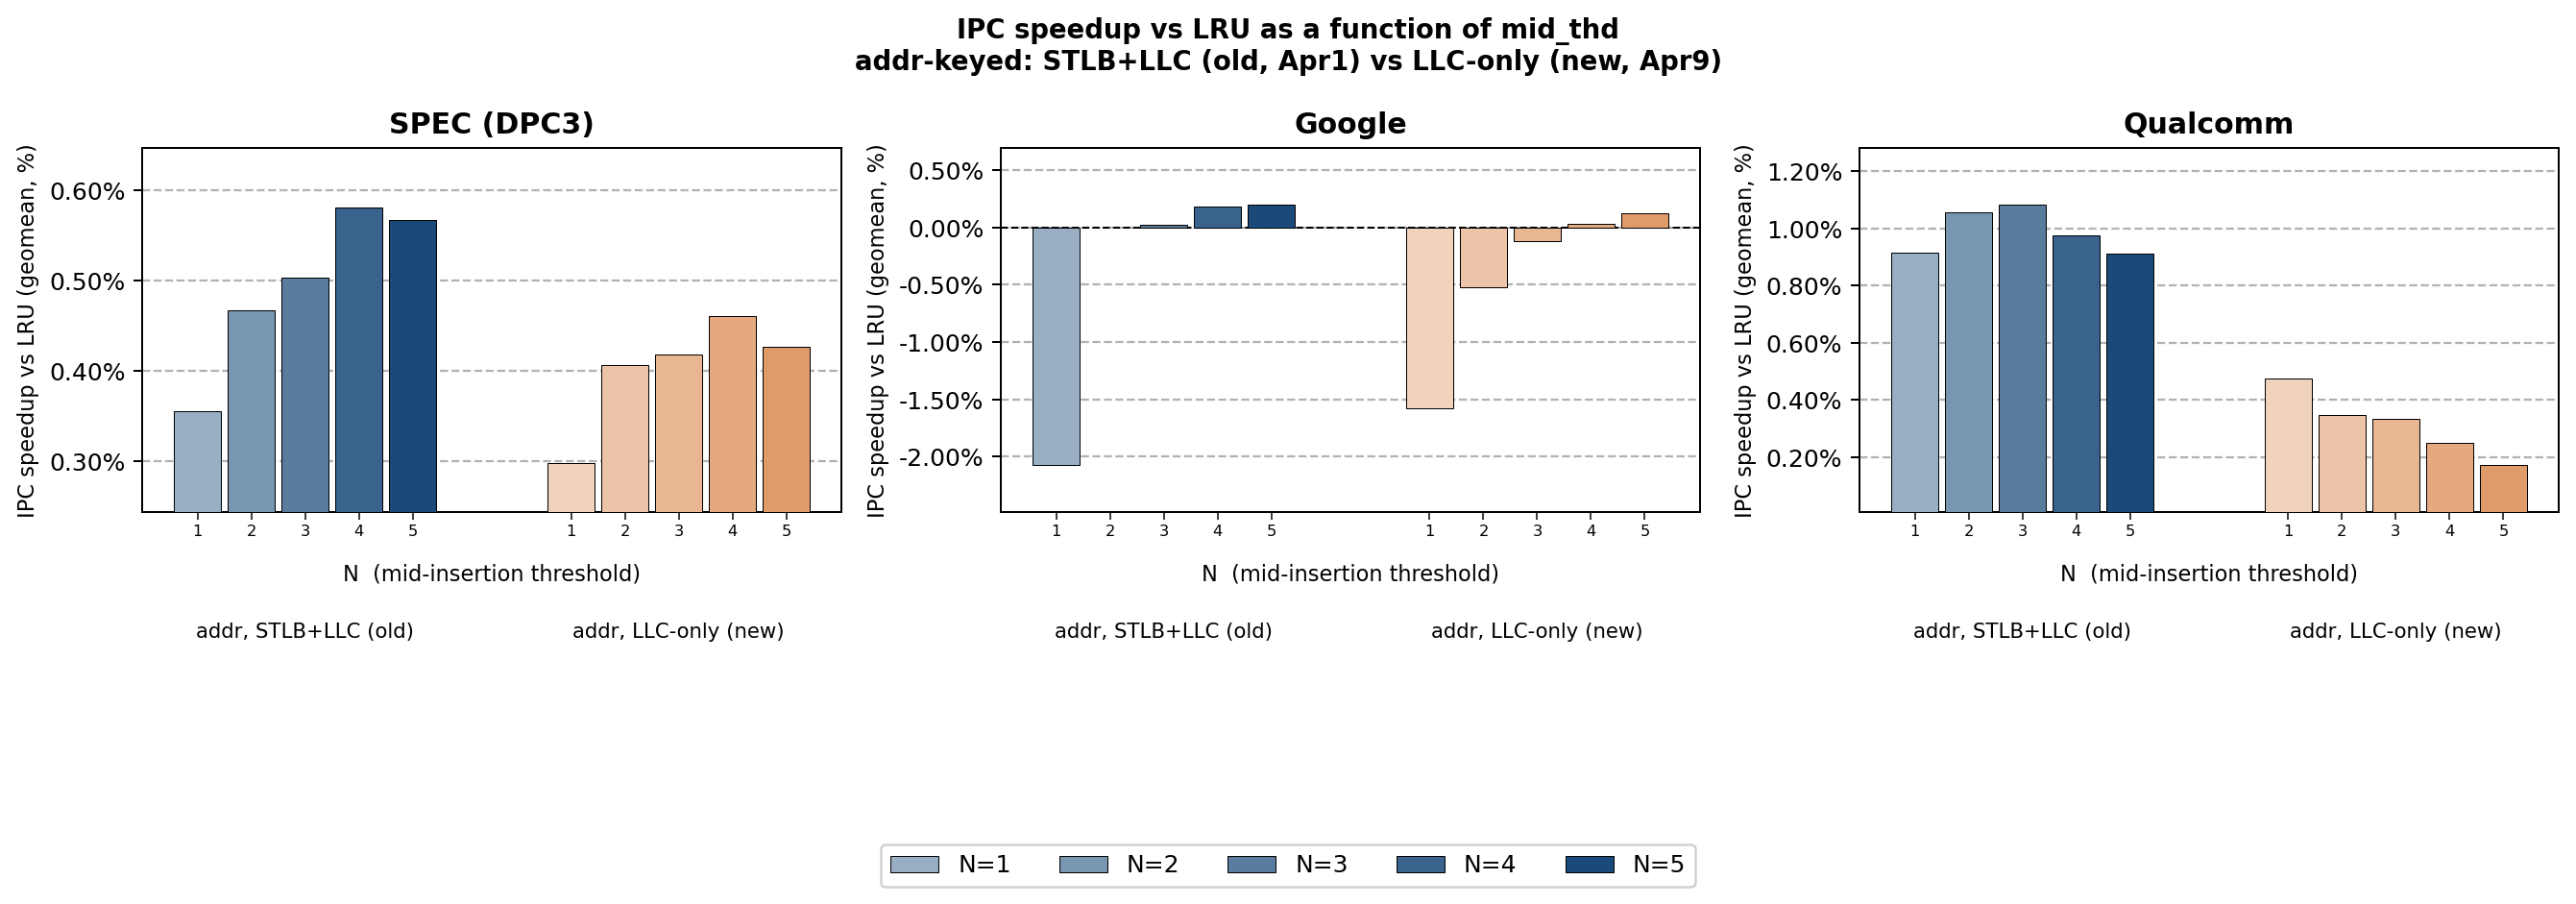 IPC speedup vs LRU as a function of mid_thd
addr-keyed: STLB+LLC (old, Apr1) vs LLC-only (new, Apr9)
SPEC (DPC3)
IPC speedup vs LRU (geomean, %)
0.60%
0.50%
0.40%
0.30%
1 2 3 4 5 1 2 3 4 5
N (mid-insertion threshold)
addr, STLB+LLC (old) addr, LLC-only (new)
Google
IPC speedup vs LRU (geomean, %)
0.50%
0.00%
-0.50%
-1.00%
-1.50%
-2.00%
1 2 3 4 5 1 2 3 4 5
N (mid-insertion threshold)
addr, STLB+LLC (old) addr, LLC-only (new)
Qualcomm
IPC speedup vs LRU (geomean, %)
1.20%
1.00%
0.80%
0.60%
0.40%
0.20%
1 2 3 4 5 1 2 3 4 5
N (mid-insertion threshold)
addr, STLB+LLC (old) addr, LLC-only (new)
N=1 N=2 N=3 N=4 N=5